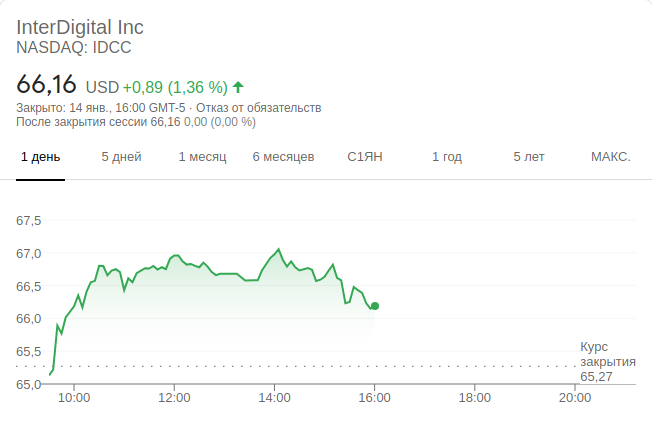 InterDigital Inc
NASDAQ: IDCC
66,16 USD +0,89 (1,36 %)
Закрыто: 14 янв., 16:00 GMT-5 · Отказ от обязательств
После закрытия сессии 66,16 0,00 (0,00 %)
1 день 5 дней 1 месяц 6 месяцев С1ЯН 1 год 5 лет МАКС.
67,5
67,0
66,5
66,0
65,5
65,0
Курс
закрытия
65,27
10:00 12:00 14:00 16:00 18:00 20:00